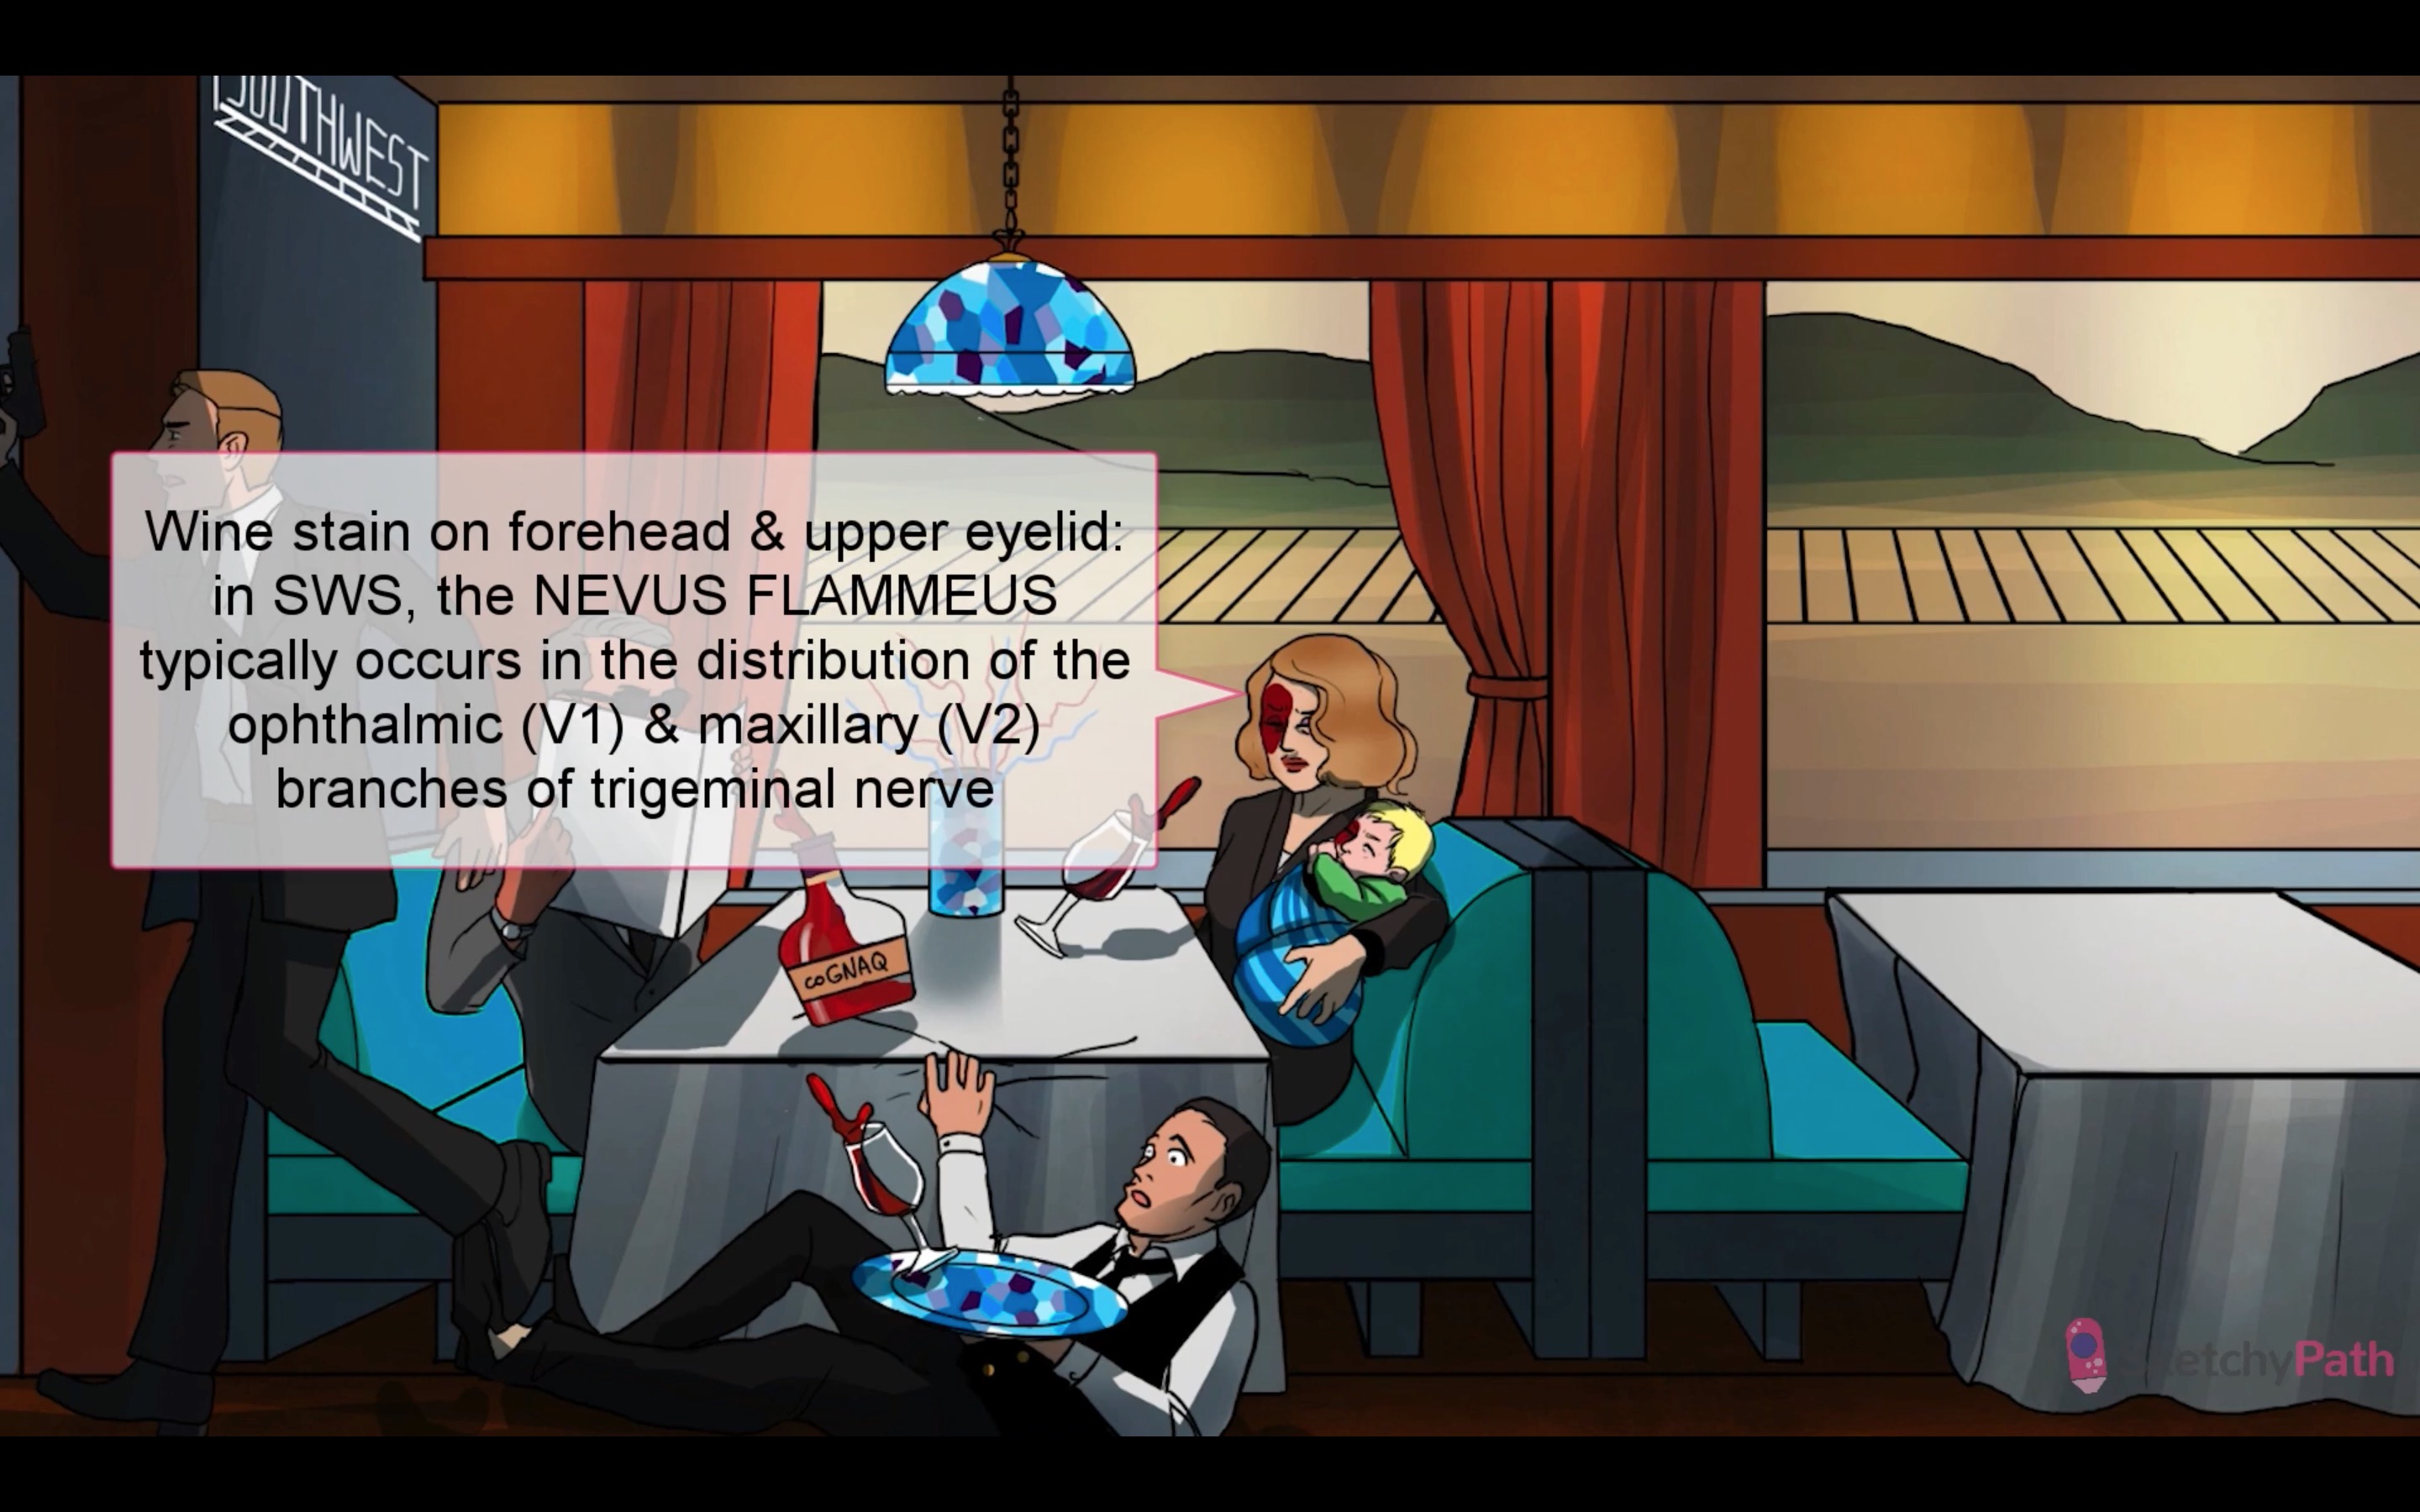 SOUTHWEST
Wine stain on forehead & upper eyelid:
in SWS, the NEVUS FLAMMEUS
typically occurs in the distribution of the
ophthalmic (V1) & maxillary (V2)
branches of trigeminal nerve
coGNAQ
SketchyPath